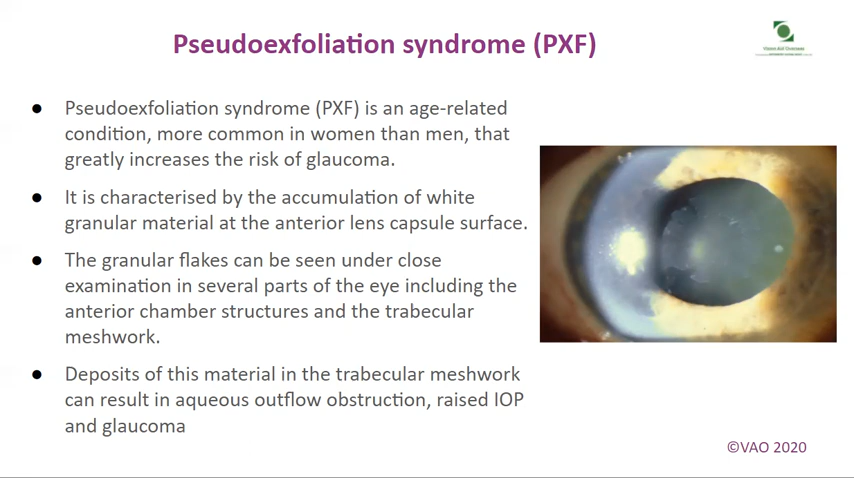 Pseudoexfoliation syndrome (PXF)
Vision Aid Overseas
● Pseudoexfoliation syndrome (PXF) is an age-related
condition, more common in women than men, that
greatly increases the risk of glaucoma.
● It is characterised by the accumulation of white
granular material at the anterior lens capsule surface.
● The granular flakes can be seen under close
examination in several parts of the eye including the
anterior chamber structures and the trabecular
meshwork.
● Deposits of this material in the trabecular meshwork
can result in aqueous outflow obstruction, raised IOP
and glaucoma
©VAO 2020